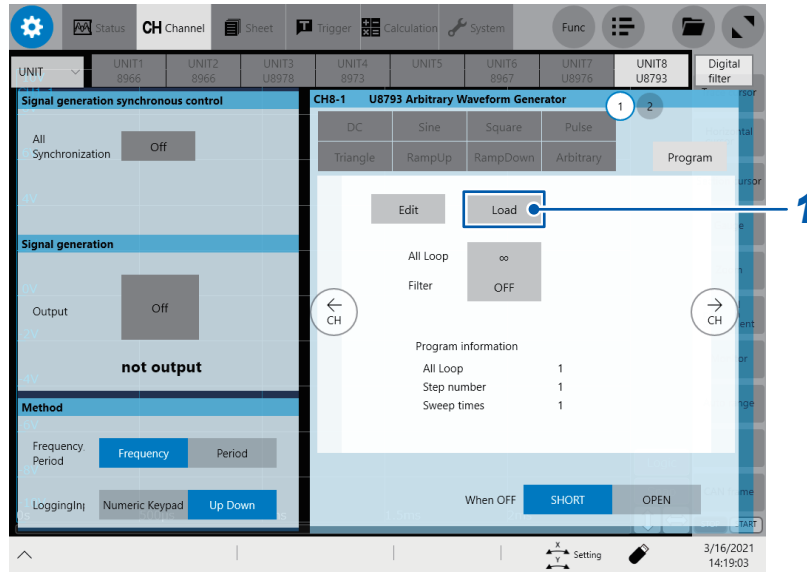 Status CH Channel Sheet Trigger Calculation System Func
UNIT UNIT1 UNIT2 UNIT3 UNIT4 UNIT5 UNIT6 UNIT7 UNIT8 Digital
8966 8966 U8978 8973 8967 U8976 U8793 filter
Signal generation synchronous control
All
Synchronization Off
Signal generation
Output Off
not output
Method
Frequency Frequency Period
Period
LoggingInp Numeric Keypad Up Down
CH8-1 U8793 Arbitrary Waveform Generator 1 2
DC Sine Square Pulse
Triangle RampUp RampDown Arbitrary Program
Edit Load 1
All Loop ∞
Filter OFF
← CH → CH
Program information
All Loop 1
Step number 1
Sweep times 1
When OFF SHORT OPEN
X
Y Setting
3/16/2021
14:19:03